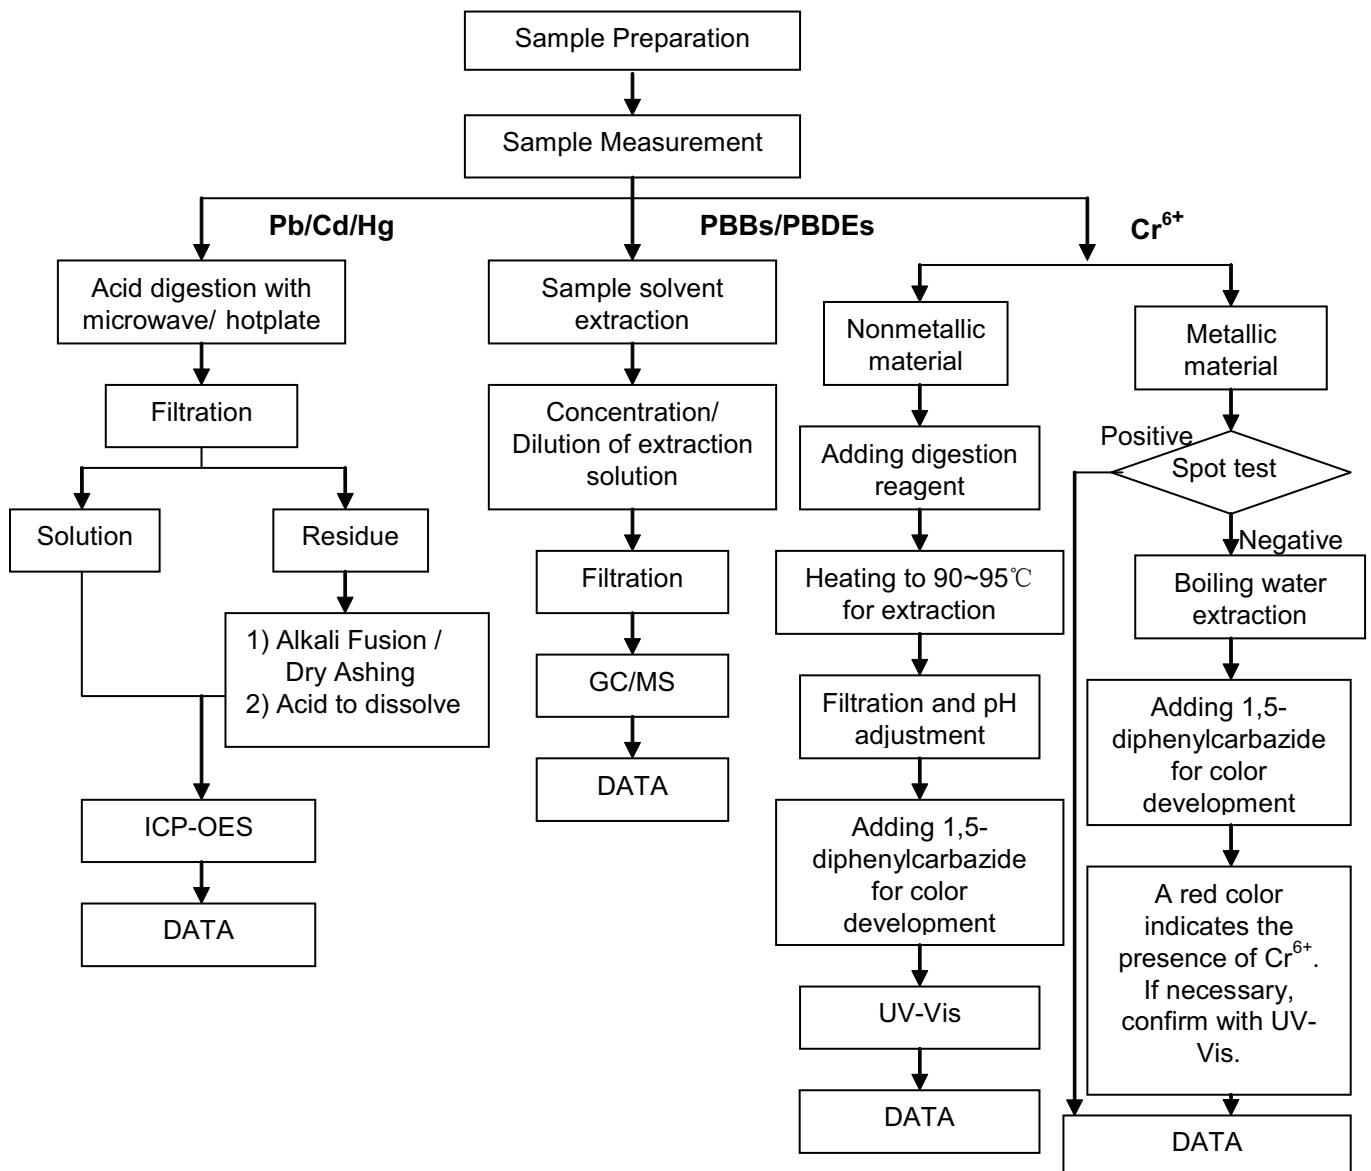 Sample Preparation
Sample Measurement
Pb/Cd/Hg
PBBs/PBDEs
Cr⁶⁺
Acid digestion with
microwave/ hotplate
Filtration
Solution
Residue
1) Alkali Fusion /
Dry Ashing
2) Acid to dissolve
ICP-OES
DATA
Sample solvent
extraction
Concentration/
Dilution of extraction
solution
Filtration
GC/MS
DATA
Nonmetallic
material
Adding digestion
reagent
Heating to 90~95℃
for extraction
Filtration and pH
adjustment
Adding 1,5-
diphenylcarbazide
for color
development
UV-Vis
DATA
Metallic
material
Positive
Spot test
Negative
Boiling water
extraction
Adding 1,5-
diphenylcarbazide
for color
development
A red color
indicates the
presence of Cr⁶⁺.
If necessary,
confirm with UV-
Vis.
DATA